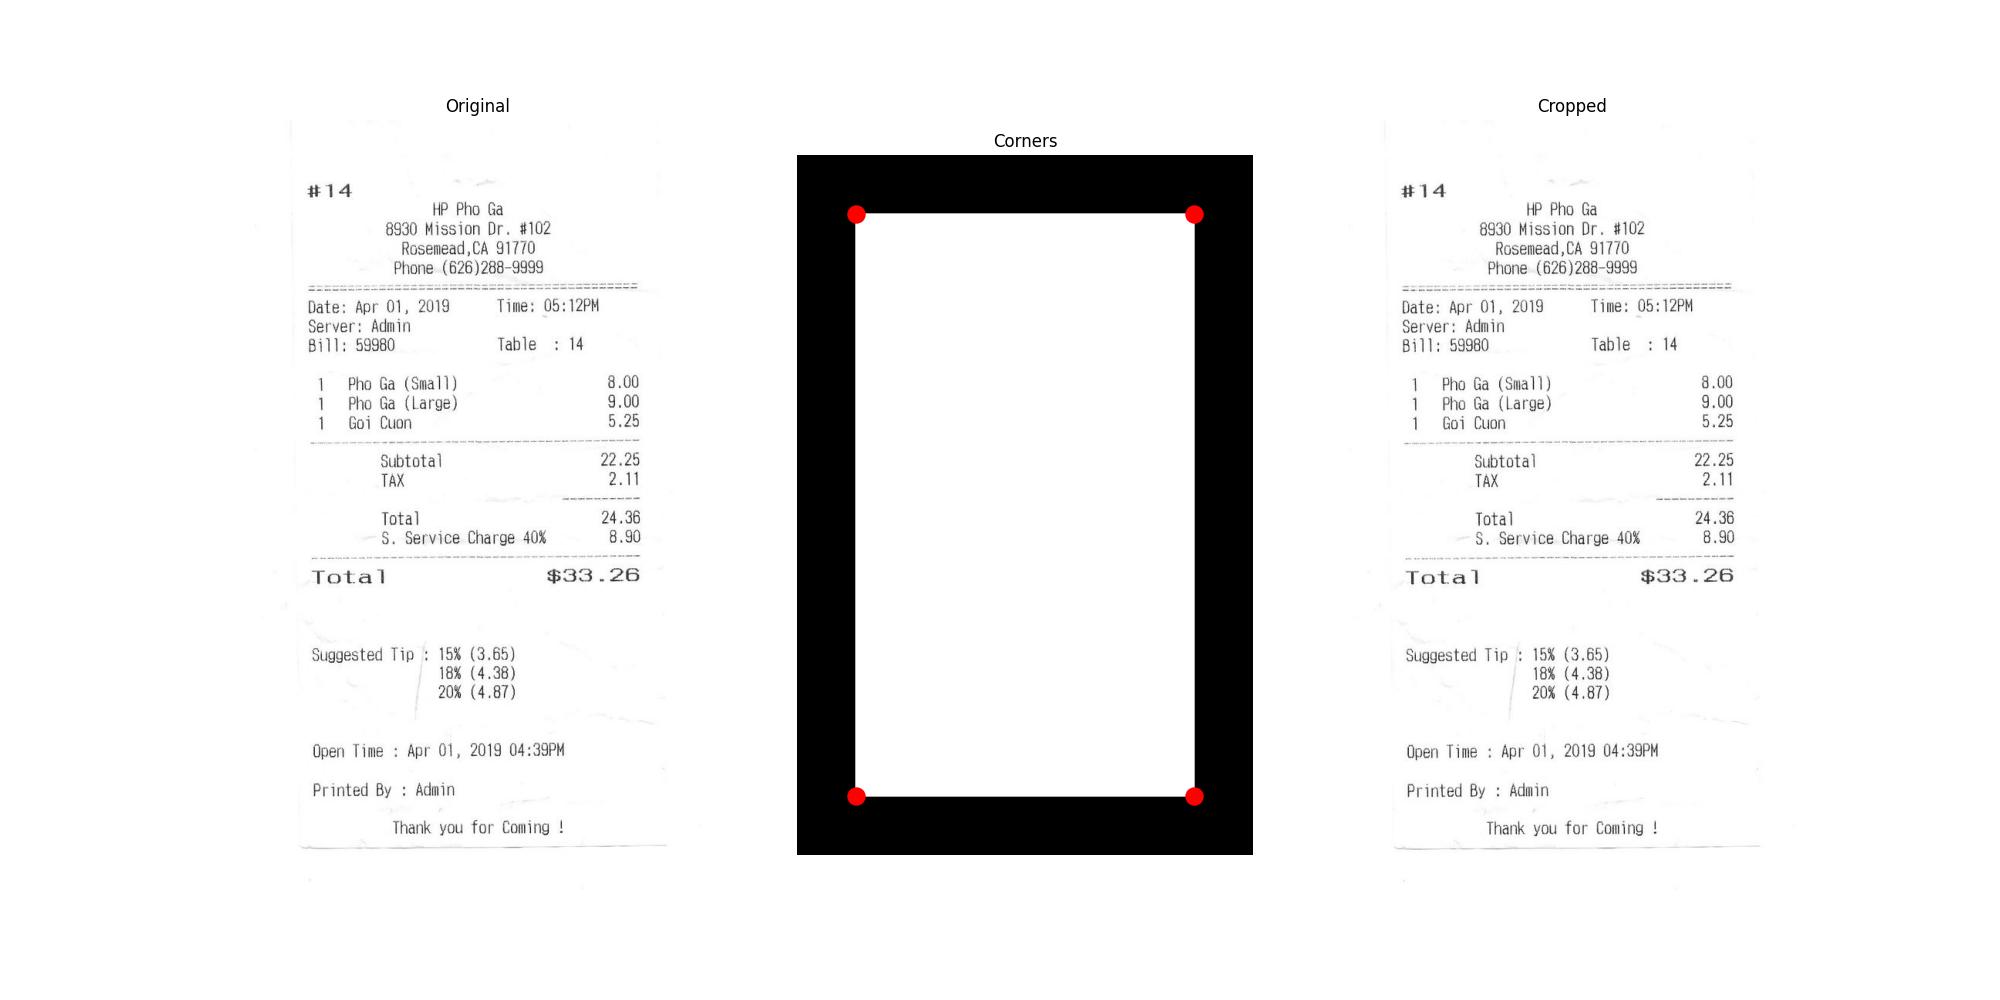 Original
#14
HP Pho Ga
8930 Mission Dr. #102
Rosemead,CA 91770
Phone (626)288-9999
Date: Apr 01, 2019 Time: 05:12PM
Server: Admin
Bill: 59980 Table : 14
1 Pho Ga (Small) 8.00
1 Pho Ga (Large) 9.00
1 Goi Cuon 5.25
Subtotal 22.25
TAX 2.11
Total 24.36
S. Service Charge 40% 8.90
Total $33.26
Suggested Tip : 15% (3.65)
18% (4.38)
20% (4.87)
Open Time : Apr 01, 2019 04:39PM
Printed By : Admin
Thank you for Coming !
Corners
Cropped
#14
HP Pho Ga
8930 Mission Dr. #102
Rosemead,CA 91770
Phone (626)288-9999
Date: Apr 01, 2019 Time: 05:12PM
Server: Admin
Bill: 59980 Table : 14
1 Pho Ga (Small) 8.00
1 Pho Ga (Large) 9.00
1 Goi Cuon 5.25
Subtotal 22.25
TAX 2.11
Total 24.36
S. Service Charge 40% 8.90
Total $33.26
Suggested Tip : 15% (3.65)
18% (4.38)
20% (4.87)
Open Time : Apr 01, 2019 04:39PM
Printed By : Admin
Thank you for Coming !